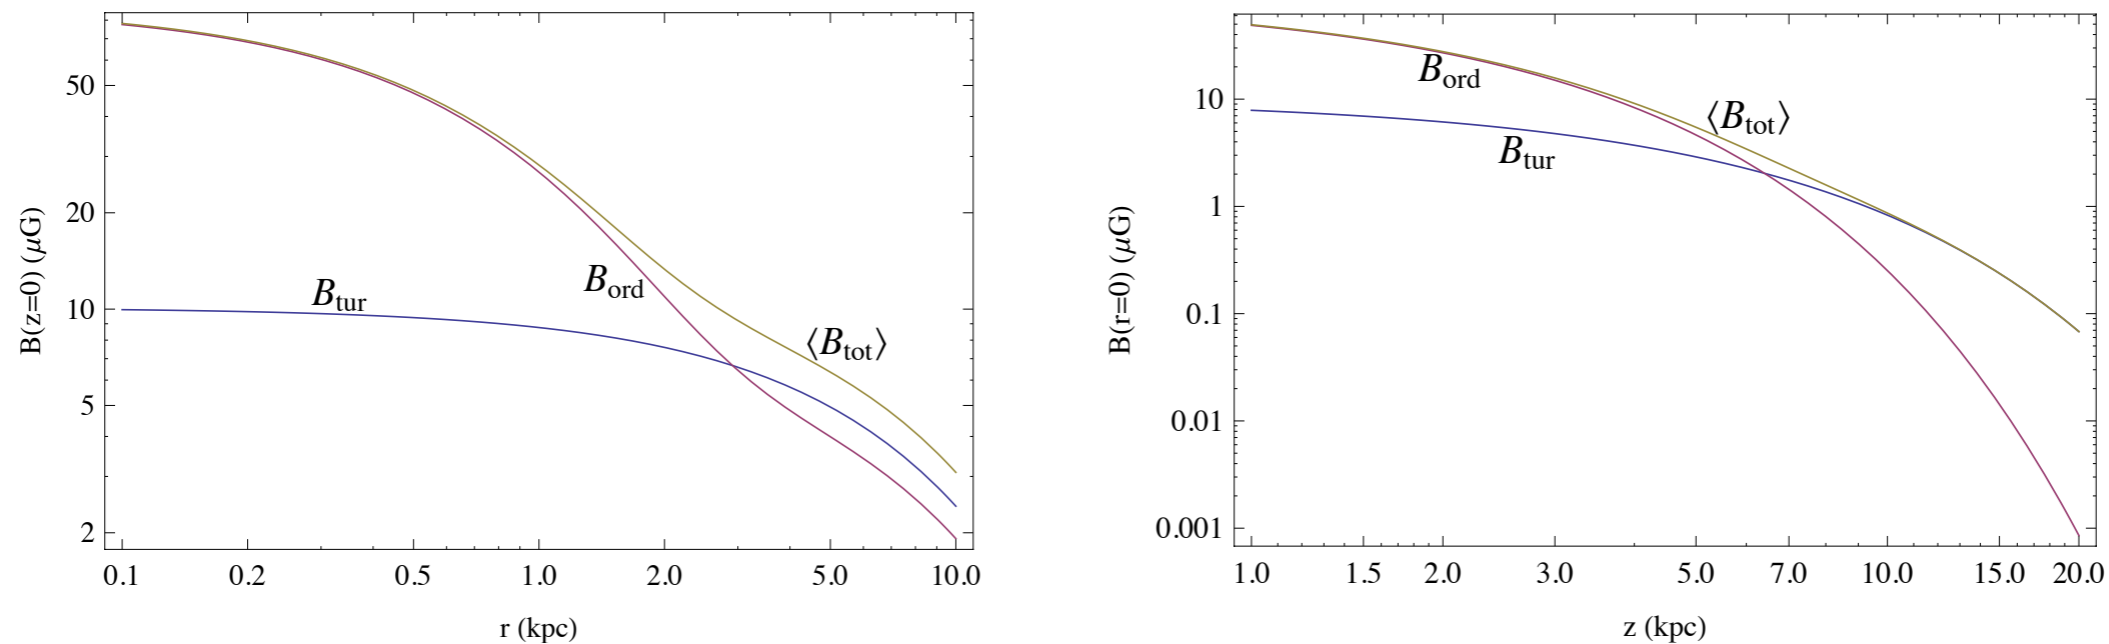 B(z=0) (μG)
50
20
10
5
2
B_tur
B_ord
⟨B_tot⟩
0.1 0.2 0.5 1.0 2.0 5.0 10.0
r (kpc)
B(r=0) (μG)
10
1
0.1
0.01
0.001
B_ord
⟨B_tot⟩
B_tur
1.0 1.5 2.0 3.0 5.0 7.0 10.0 15.0 20.0
z (kpc)